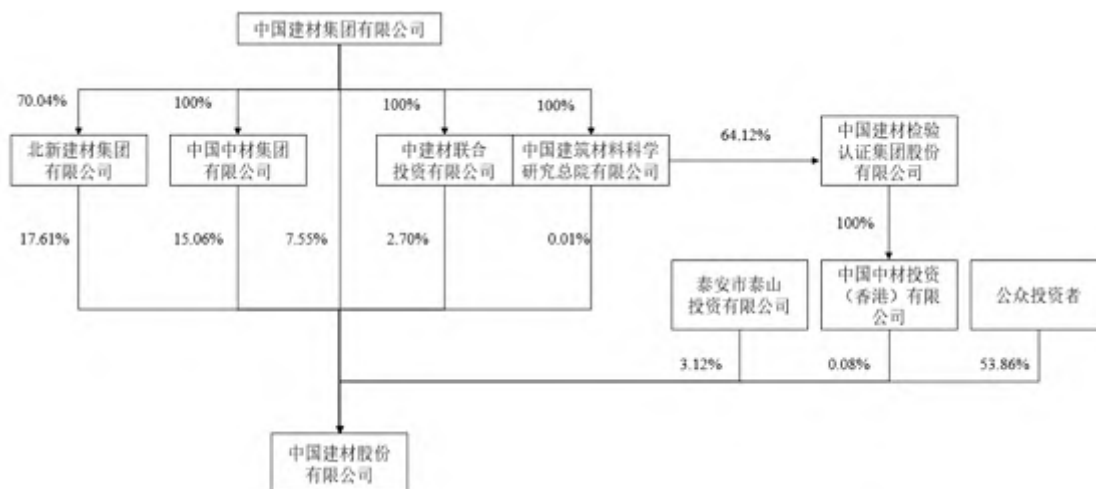 中国建材集团有限公司
70.04%
100%
100%
100%
北新建材集团
有限公司
中国中材集团
有限公司
中建材联合
投资有限公司
中国建筑材料科学
研究总院有限公司
64.12%
中国建材检验
认证集团股份
有限公司
17.61%
15.06%
7.55%
2.70%
0.01%
100%
泰安市泰山
投资有限公司
中国中材投资
（香港）有限
公司
公众投资者
3.12%
0.08%
53.86%
中国建材股份
有限公司